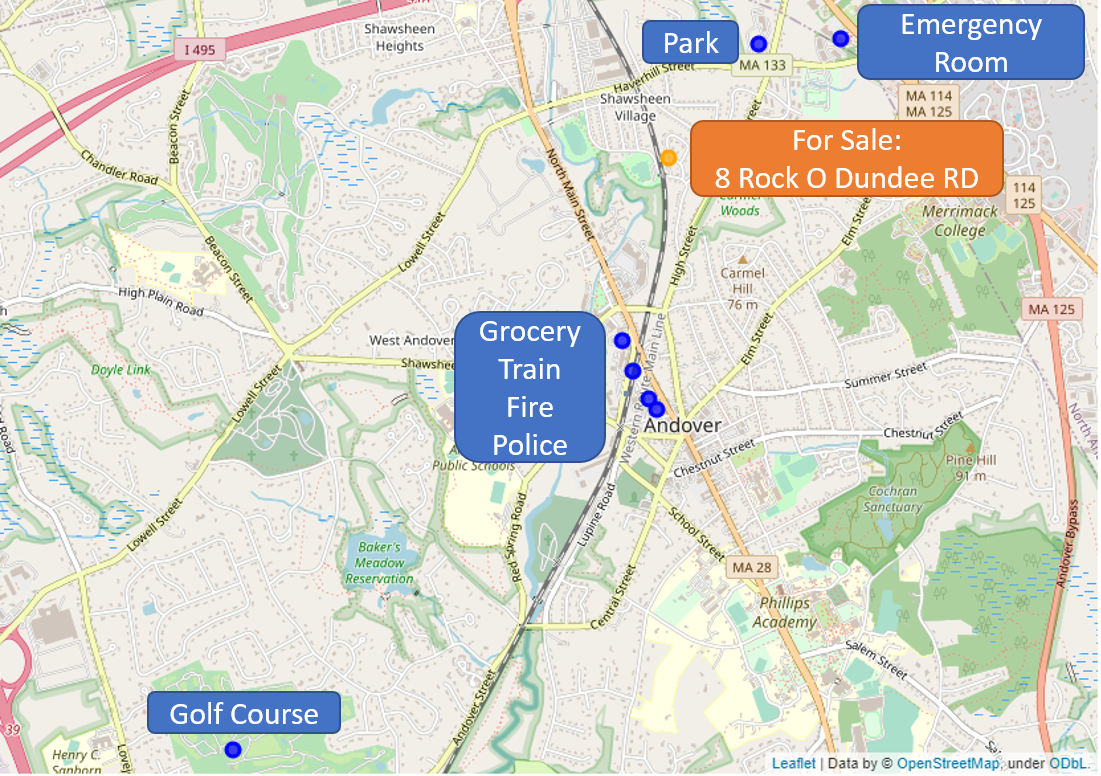 Shawsheen
Heights
Park
Emergency
Room
I 495
MA 133
Haverhill Street
Shawsheen
Village
MA 114
MA 125
Beacon Street
For Sale:
8 Rock O Dundee RD
Chandler Road
North Main Street
114
125
Woods
Merrimack
College
Elm Street
Lowell Street
Beacon Street
High Street
Carmel
Hill
76 m
High Plain Road
MA 125
Grocery
Train
Fire
Police
West Andover
Elm Street
Doyle Link
Lowell Street
Summer Street
Andover
Chestnut Street
Chestnut Street
Public Schools
Pine Hill
91 m
Cochran
Sanctuary
Lowell Street
Red Spring Road
Lupine Road
School Street
Andover Bypass
Baker's
Meadow
Reservation
MA 28
Central Street
Phillips
Academy
Salem Street
Andover Street
Golf Course
39
Henry C.
Sanborn
Leaflet | Data by © OpenStreetMap, under ODbL.